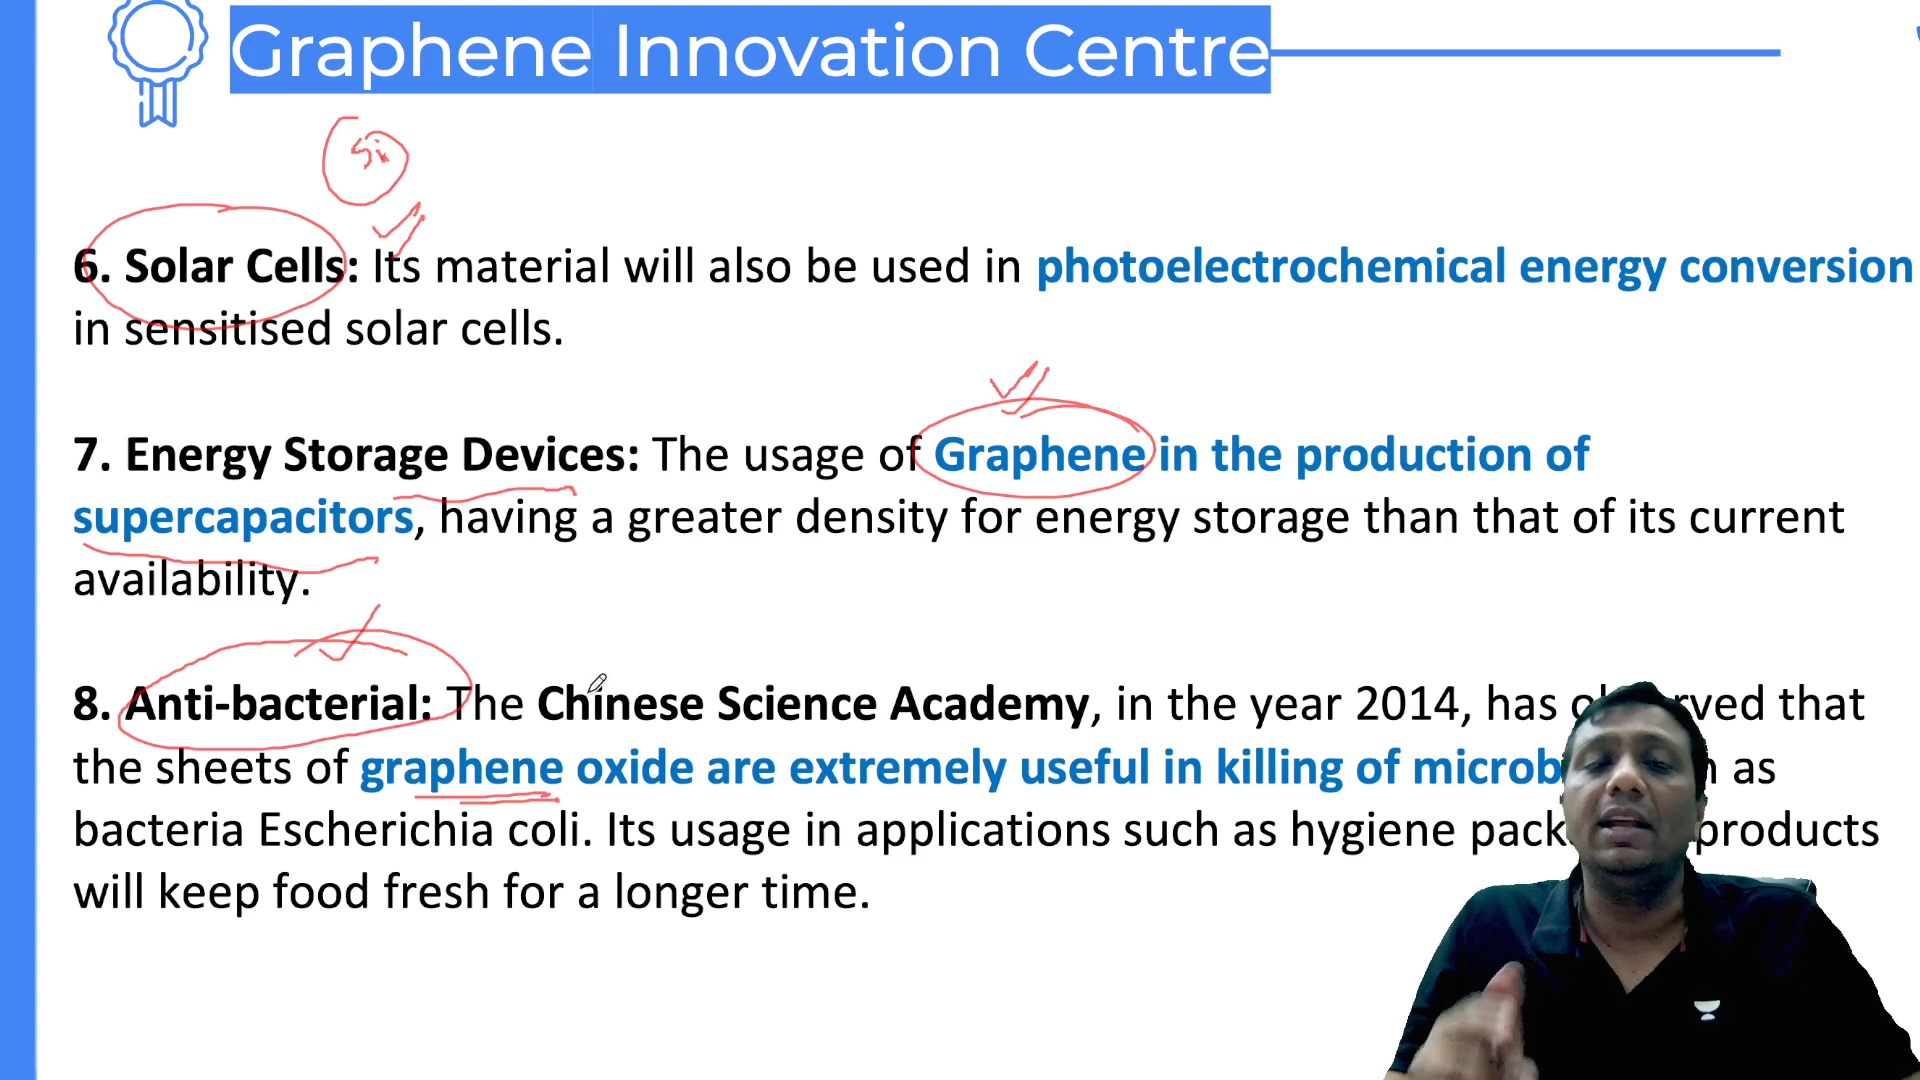 Graphene Innovation Centre
Si
6. Solar Cells: Its material will also be used in photoelectrochemical energy conversion
in sensitised solar cells.
7. Energy Storage Devices: The usage of Graphene in the production of
supercapacitors, having a greater density for energy storage than that of its current
availability.
8. Anti-bacterial: The Chinese Science Academy, in the year 2014, has observed that
the sheets of graphene oxide are extremely useful in killing of as
bacteria Escherichia coli. Its usage in applications such as hygiene products
will keep food fresh for a longer time.